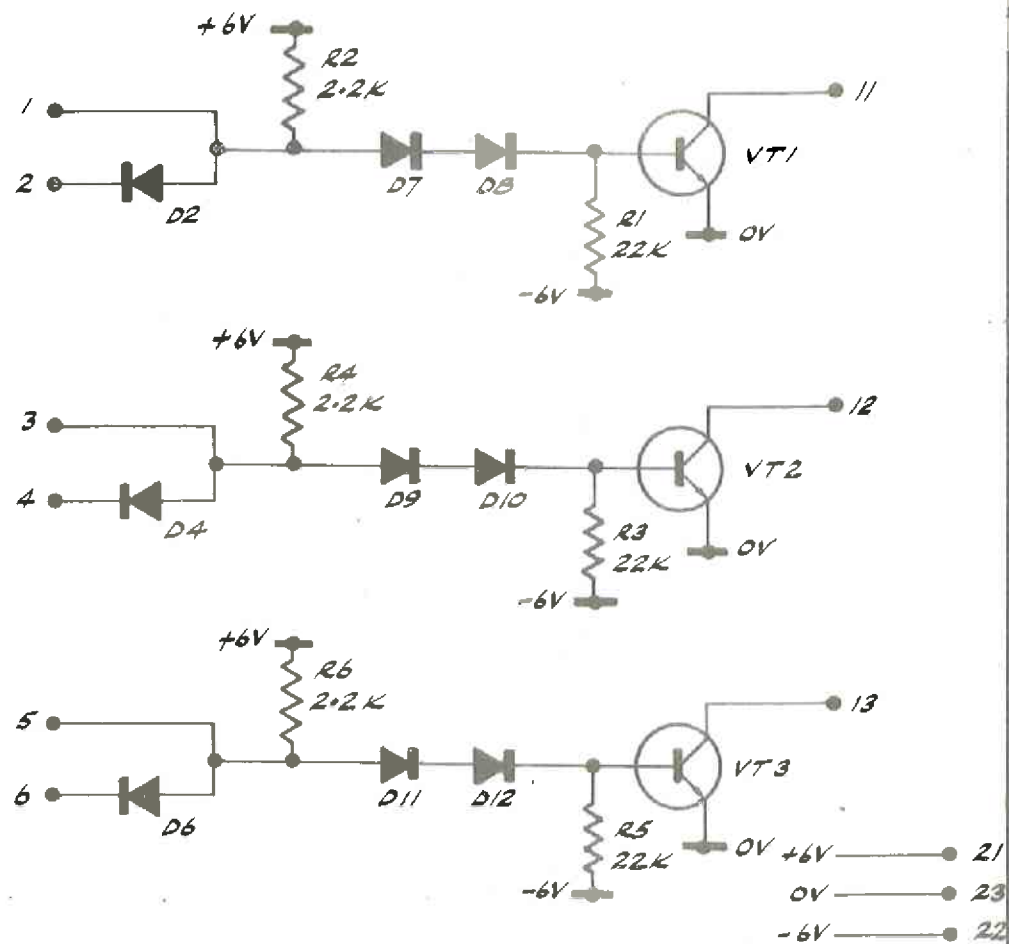 +6V
R2
2.2K
1
11
VT1
2
D2
D7
D8
R1
22K
0V
-6V
+6V
R4
2.2K
3
12
VT2
4
D4
D9
D10
R3
22K
0V
-6V
+6V
R6
2.2K
5
13
VT3
6
D6
D11
D12
R5
22K
0V
-6V
+6V 21
0V 23
-6V 22